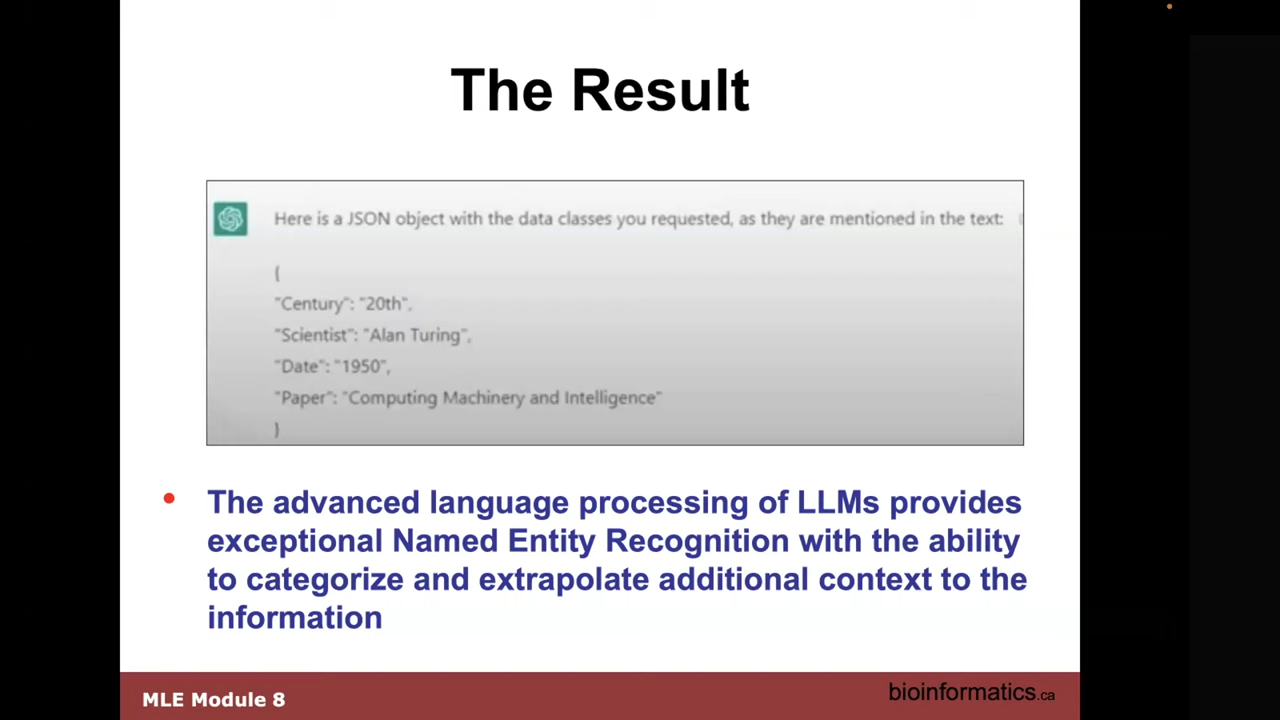 The Result
Here is a JSON object with the data classes you requested, as they are mentioned in the text:
{
"Century": "20th",
"Scientist": "Alan Turing",
"Date": "1950",
"Paper": "Computing Machinery and Intelligence"
}
• The advanced language processing of LLMs provides
exceptional Named Entity Recognition with the ability
to categorize and extrapolate additional context to the
information
MLE Module 8
bioinformatics.ca